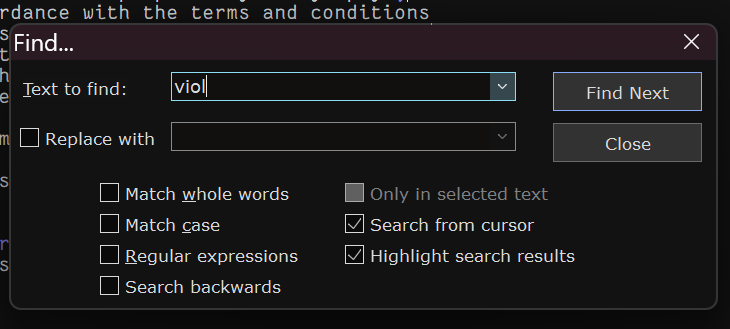 rdance with the terms and conditions
Find...
Text to find:
viol
Find Next
Replace with
Close
Match whole words
Only in selected text
Match case
Search from cursor
Regular expressions
Highlight search results
Search backwards